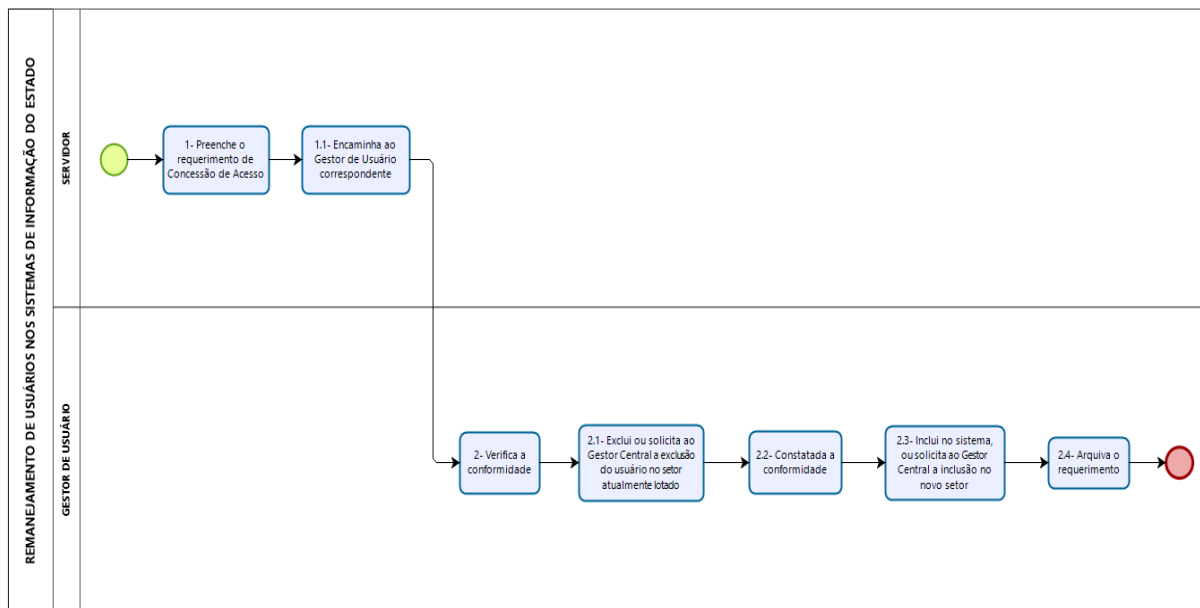 REMANEJAMENTO DE USUÁRIOS NOS SISTEMAS DE INFORMAÇÃO DO ESTADO
SERVIDOR
1- Preenche o
requerimento de
Concessão de Acesso
1.1- Encaminha ao
Gestor de Usuário
correspondente
GESTOR DE USUÁRIO
2- Verifica a
conformidade
2.1- Exclui ou solicita ao
Gestor Central a exclusão
do usuário no setor
atualmente lotado
2.2- Constatada a
conformidade
2.3- Inclui no sistema,
ou solicita ao Gestor
Central a inclusão no
novo setor
2.4- Arquiva o
requerimento